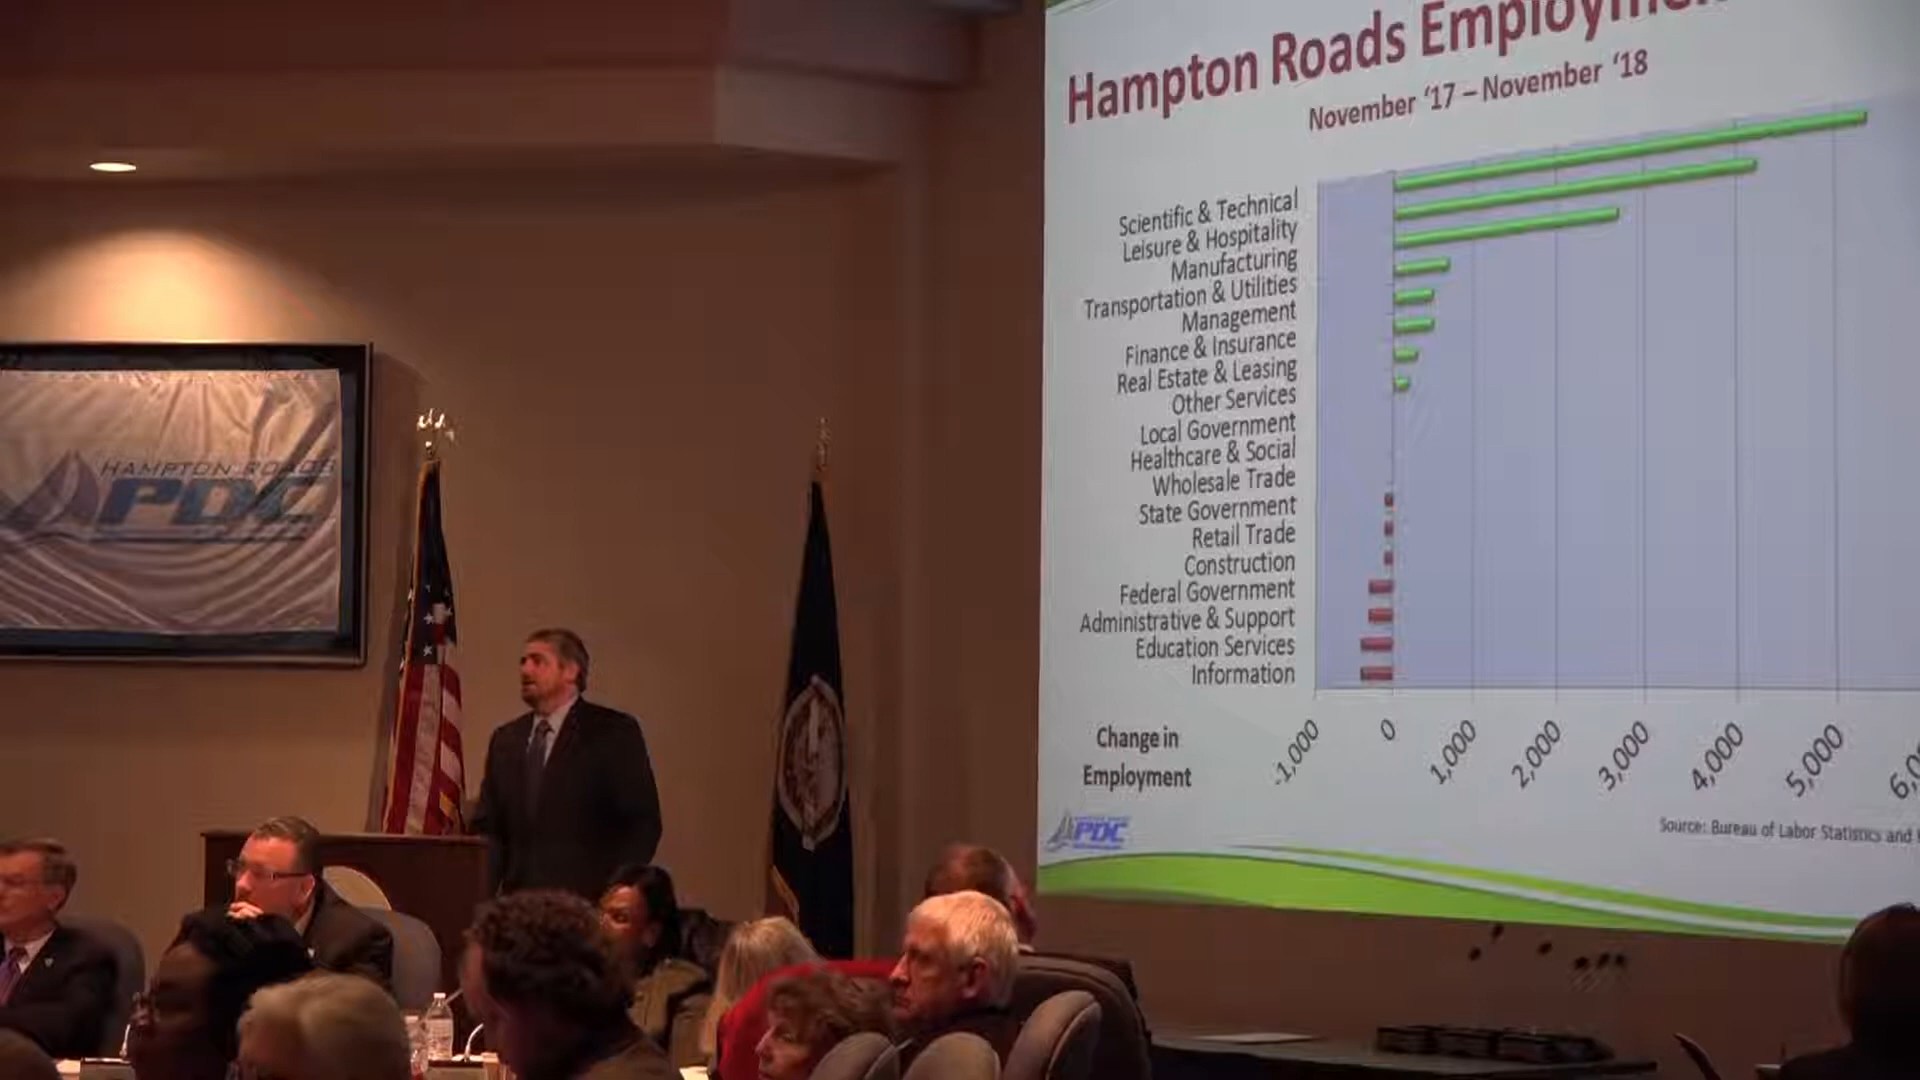 Hampton Roads Employmen
November ‘17 – November ‘18
Scientific & Technical
Leisure & Hospitality
Manufacturing
Transportation & Utilities
Management
Finance & Insurance
Real Estate & Leasing
Other Services
Local Government
Healthcare & Social
Wholesale Trade
State Government
Retail Trade
Construction
Federal Government
Administrative & Support
Education Services
Information
-1,000 0 1,000 2,000 3,000 4,000 5,000 6,0
Change in
Employment
PDC
Source: Bureau of Labor Statistics and
HAMPTON ROADS
PDC